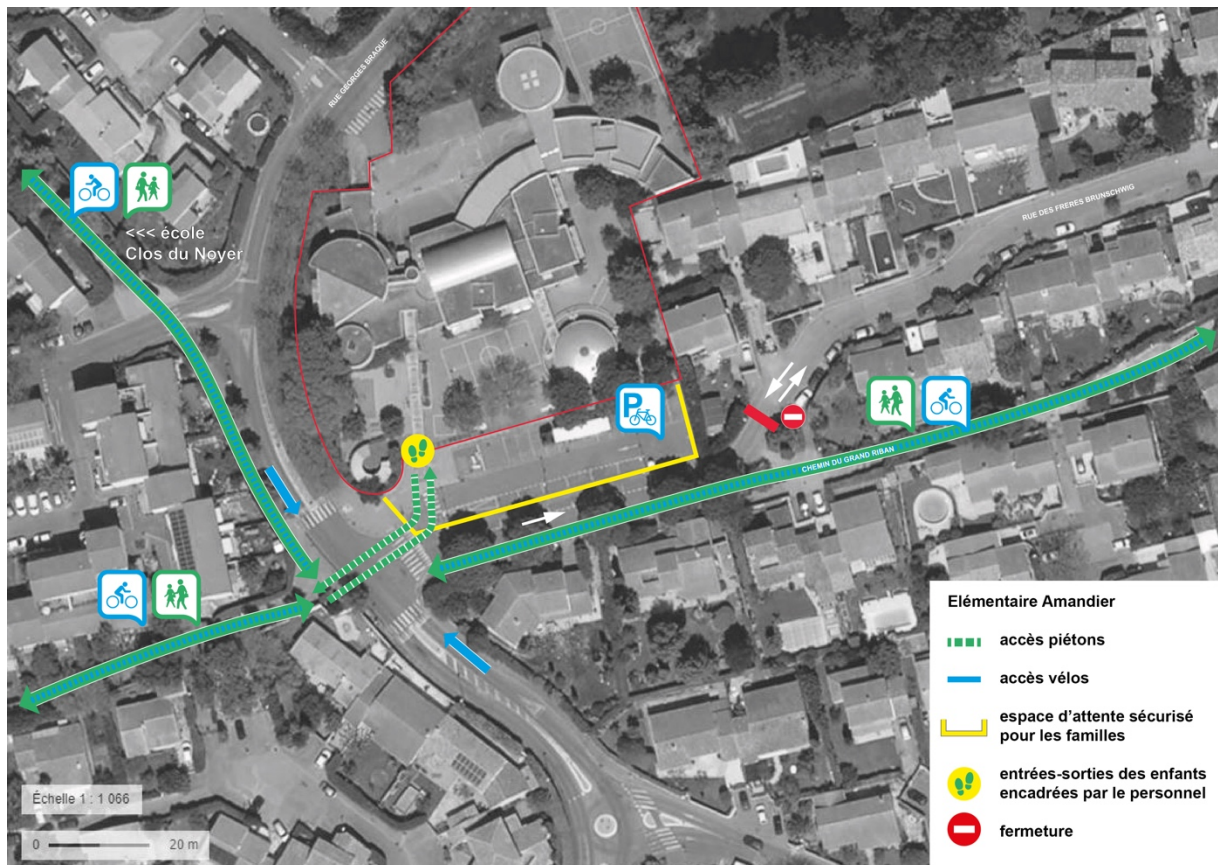 RUE GEORGES BRAQUE
RUE DES FRÈRES BRUNSCHWIG
<<< école
Clos du Noyer
P
CHEMIN DU GRAND RIBAN
Elémentaire Amandier
accès piétons
accès vélos
espace d'attente sécurisé
pour les familles
entrées-sorties des enfants
encadrées par le personnel
fermeture
Échelle 1 : 1 066
0 20 m